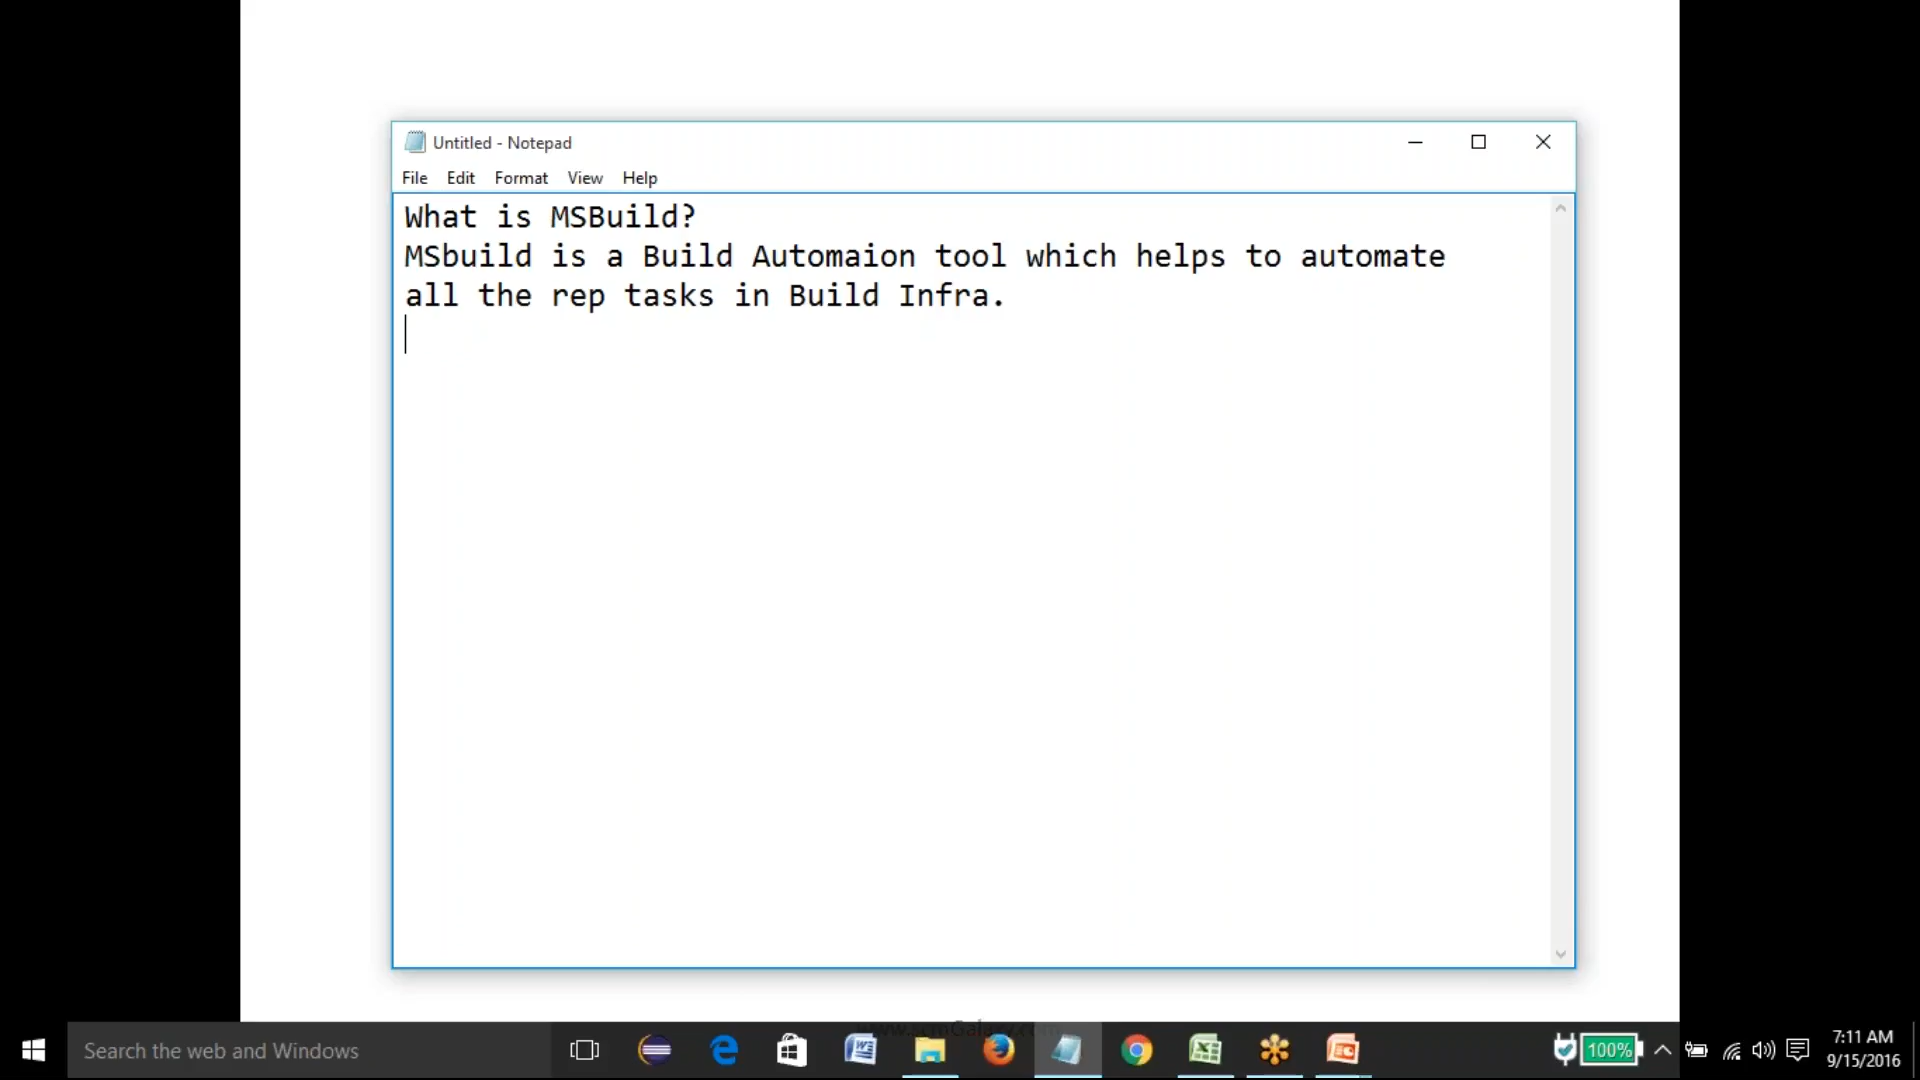 Untitled - Notepad
File Edit Format View Help
What is MSBuild?
MSbuild is a Build Automaion tool which helps to automate
all the rep tasks in Build Infra.
Search the web and Windows
100%
7:11 AM
9/15/2016